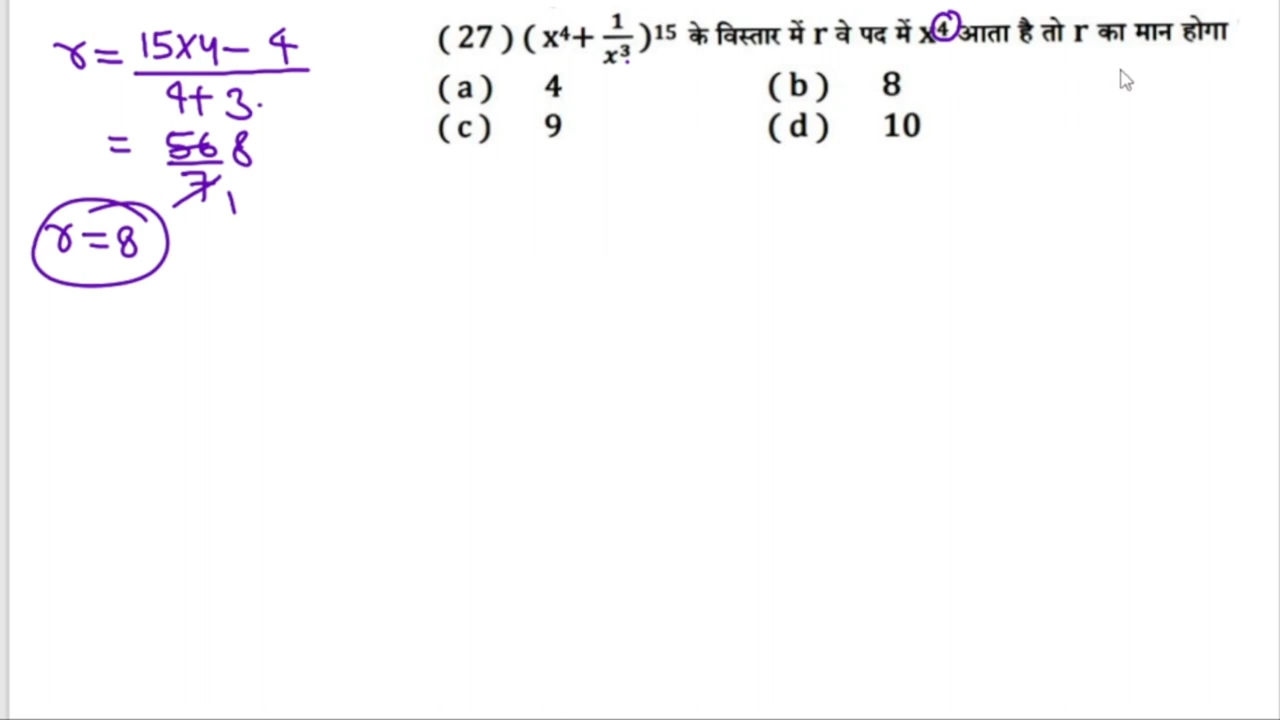 (27) (x⁴+ 1/x³)¹⁵ के विस्तार में r वे पद में x⁴ आता है तो r का मान होगा
(a) 4 (b) 8
(c) 9 (d) 10
r = 15×4 - 4
4+3.
= 56 8
7 1
r = 8